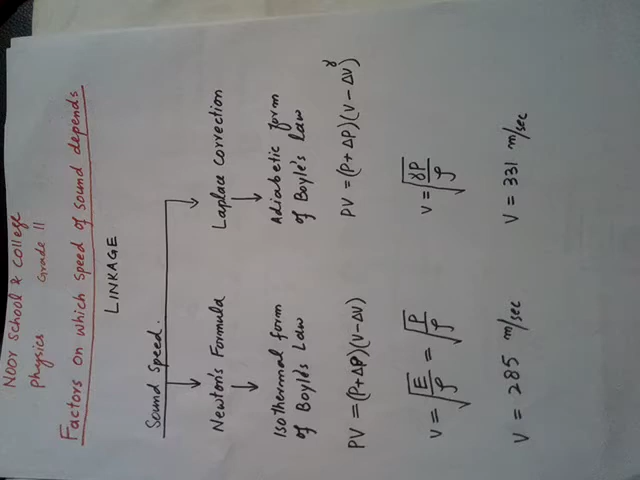 NOOR SCHOOL & COLLEGE
Physics Grade 11
Factors on which speed of sound depends
LINKAGE
Sound Speed.
Newton's Formula
Isothermal form
of Boyle's Law
PV = (P+ΔP)(V-ΔV)
V = √E/ρ = √P/ρ
V = 285 m/sec
Laplace correction
Adiabetic form
of Boyle's law
PV = (P+ΔP)(V-ΔV)^γ
V = √γP/ρ
V = 331 m/sec